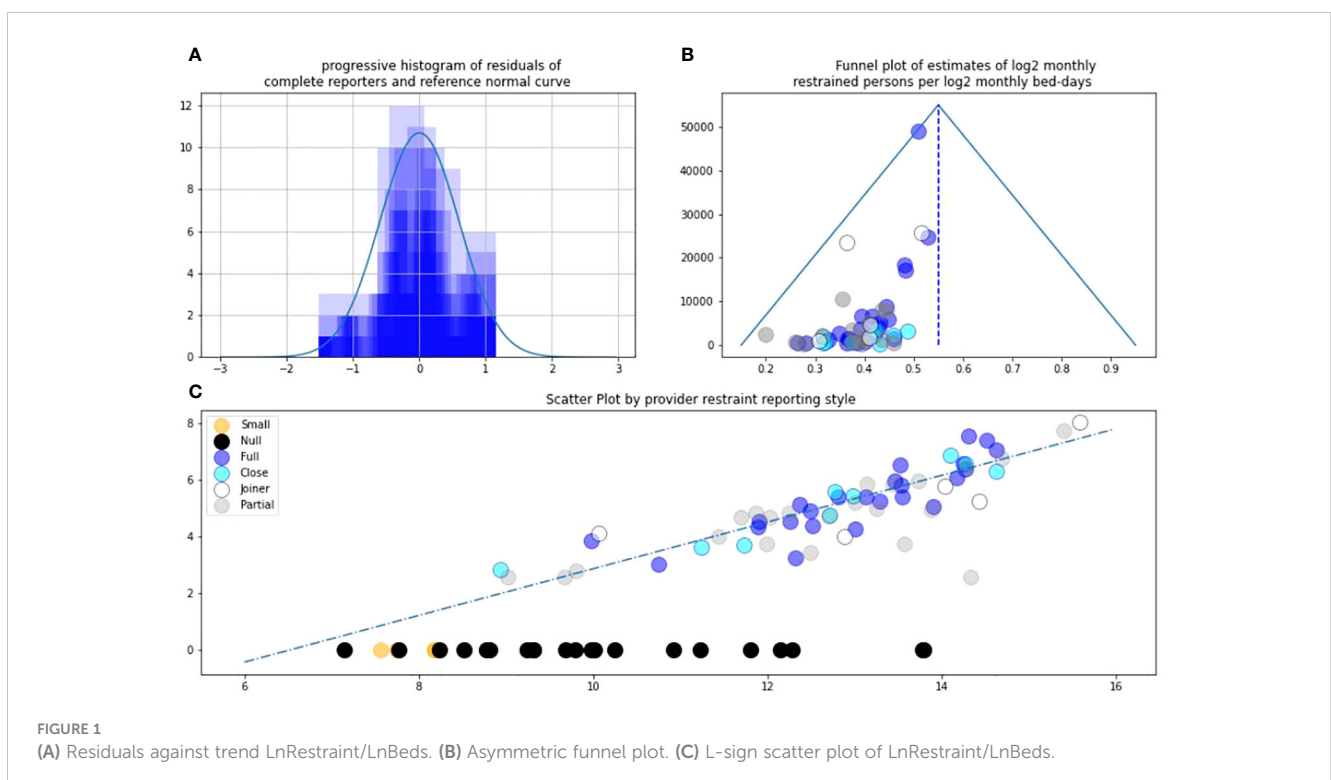 A
progressive histogram of residuals of
complete reporters and reference normal curve
12
10
8
6
4
2
0
−3 −2 −1 0 1 2 3
B
Funnel plot of estimates of log2 monthly
restrained persons per log2 monthly bed-days
50000
40000
30000
20000
10000
0
0.2 0.3 0.4 0.5 0.6 0.7 0.8 0.9
C
Scatter Plot by provider restraint reporting style
Small
Null
Full
Close
Joiner
Partial
8
6
4
2
0
6 8 10 12 14 16
FIGURE 1
(A) Residuals against trend LnRestraint/LnBeds. (B) Asymmetric funnel plot. (C) L-sign scatter plot of LnRestraint/LnBeds.